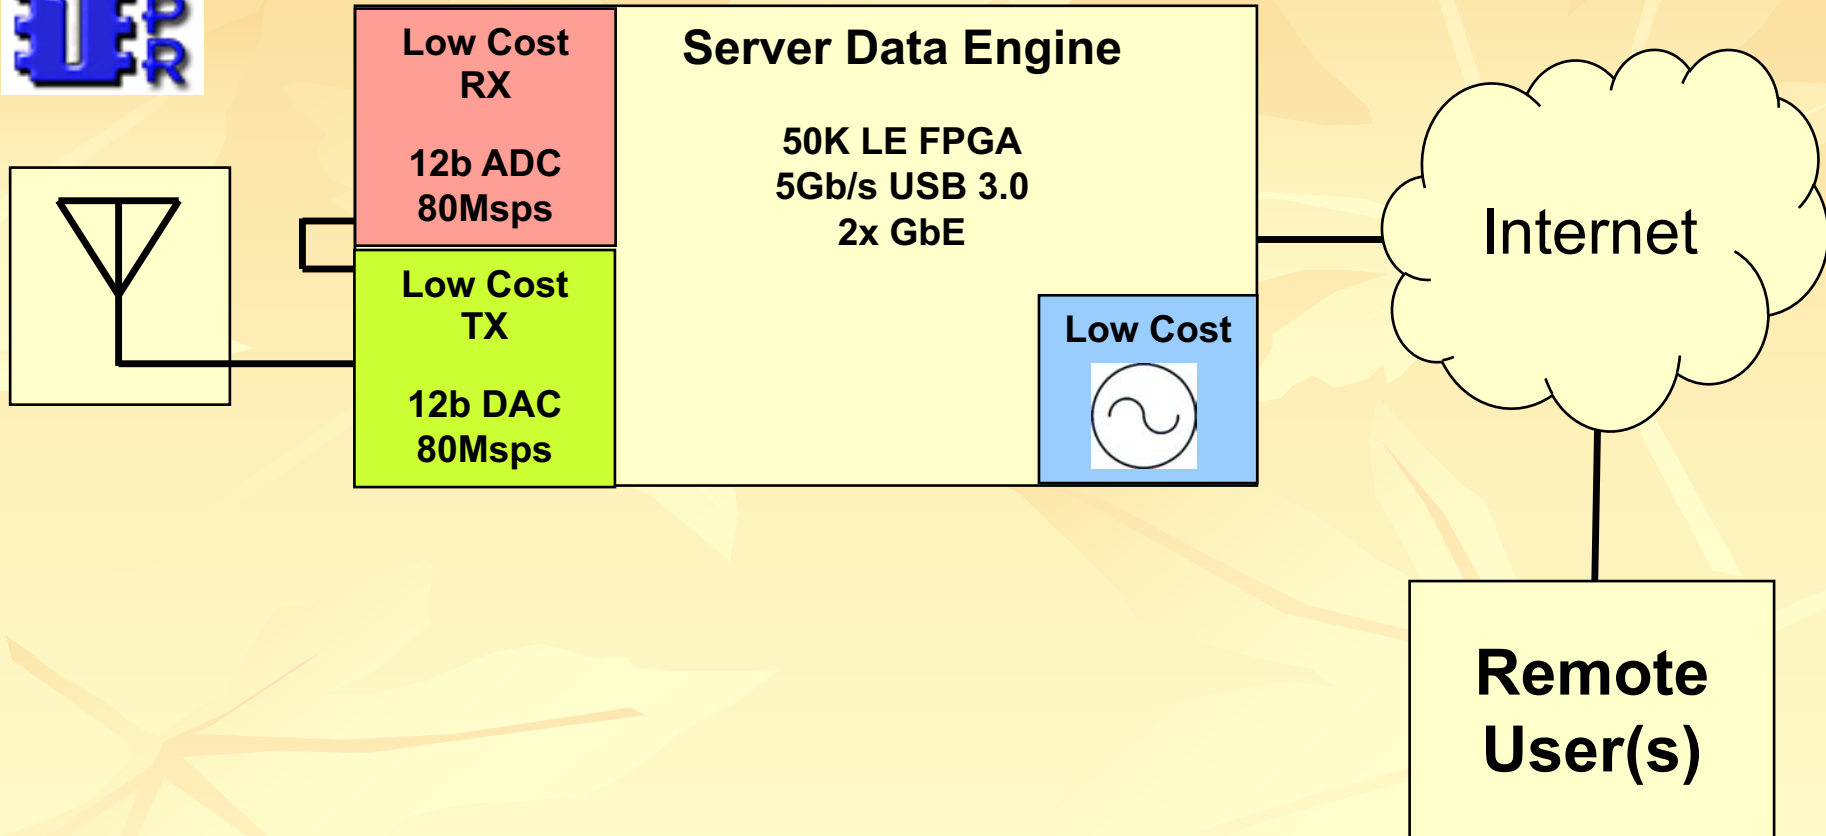 P
R
Low Cost
RX
12b ADC
80Msps
Low Cost
TX
12b DAC
80Msps
Server Data Engine
50K LE FPGA
5Gb/s USB 3.0
2x GbE
Low Cost
Internet
Remote
User(s)